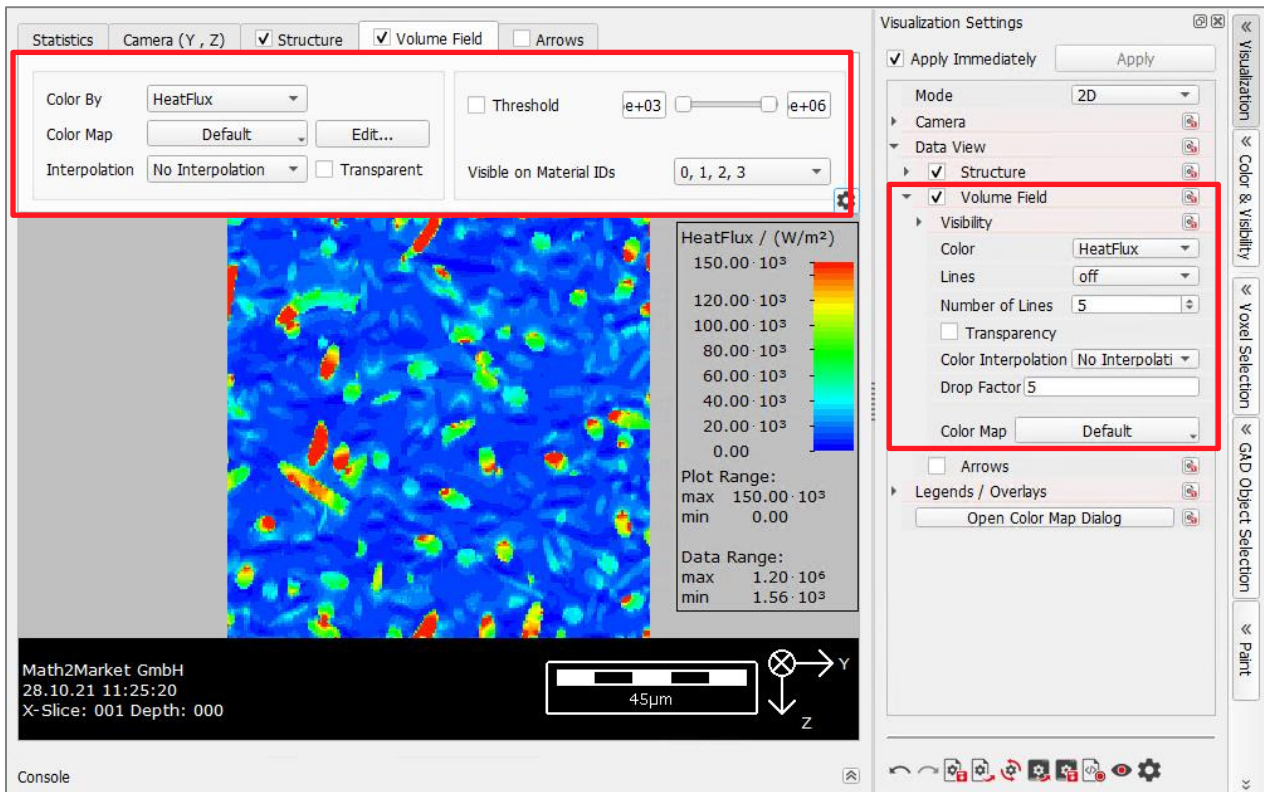 Statistics
Camera (Y , Z)
Structure
Volume Field
Arrows
Color By
HeatFlux
Color Map
Default
Edit...
Interpolation
No Interpolation
Transparent
Threshold
e+03
e+06
Visible on Material IDs
0, 1, 2, 3
HeatFlux / (W/m²)
150.00·10³
120.00·10³
100.00·10³
80.00·10³
60.00·10³
40.00·10³
20.00·10³
0.00
Plot Range:
max 150.00·10³
min 0.00
Data Range:
max 1.20·10⁶
min 1.56·10³
Math2Market GmbH
28.10.21 11:25:20
X-Slice: 001 Depth: 000
45µm
Y
Z
Console
Visualization Settings
Apply Immediately
Apply
Mode
2D
Camera
Data View
Structure
Volume Field
Visibility
Color
HeatFlux
Lines
off
Number of Lines
5
Transparency
Color Interpolation
No Interpolati
Drop Factor
5
Color Map
Default
Arrows
Legends / Overlays
Open Color Map Dialog
Visualization
Color & Visibility
Voxel Selection
GAD Object Selection
Paint